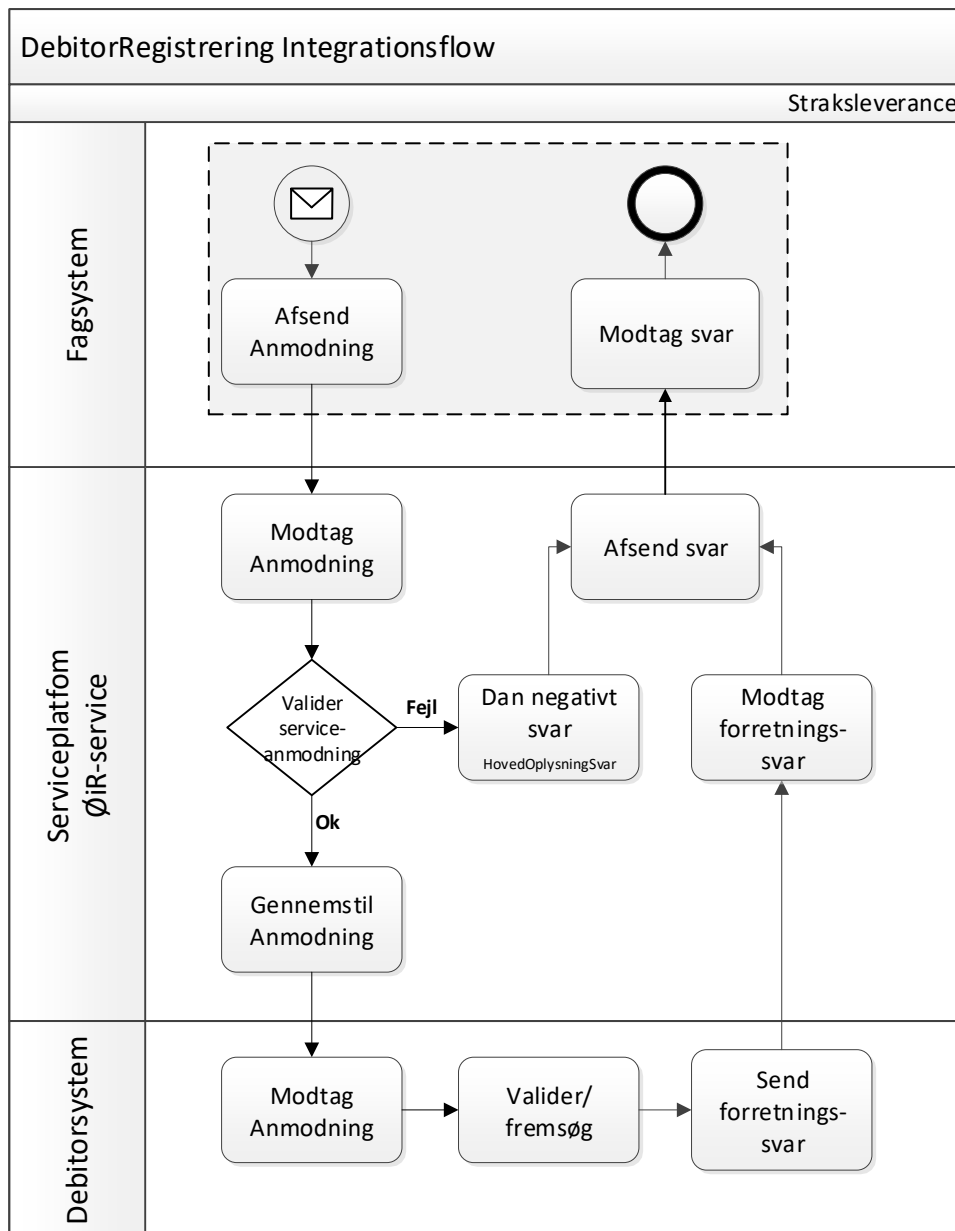 DebitorRegistrering Integrationsflow
Straksleverance
Fagsystem
Afsend
Anmodning
Modtag svar
Serviceplatfom
ØiR-service
Modtag
Anmodning
Afsend svar
Valider
service-
anmodning
Fejl
Dan negativt
svar
HovedOplysningSvar
Modtag
forretnings-
svar
Ok
Gennemstil
Anmodning
Debitorsystem
Modtag
Anmodning
Valider/
fremsøg
Send
forretnings-
svar